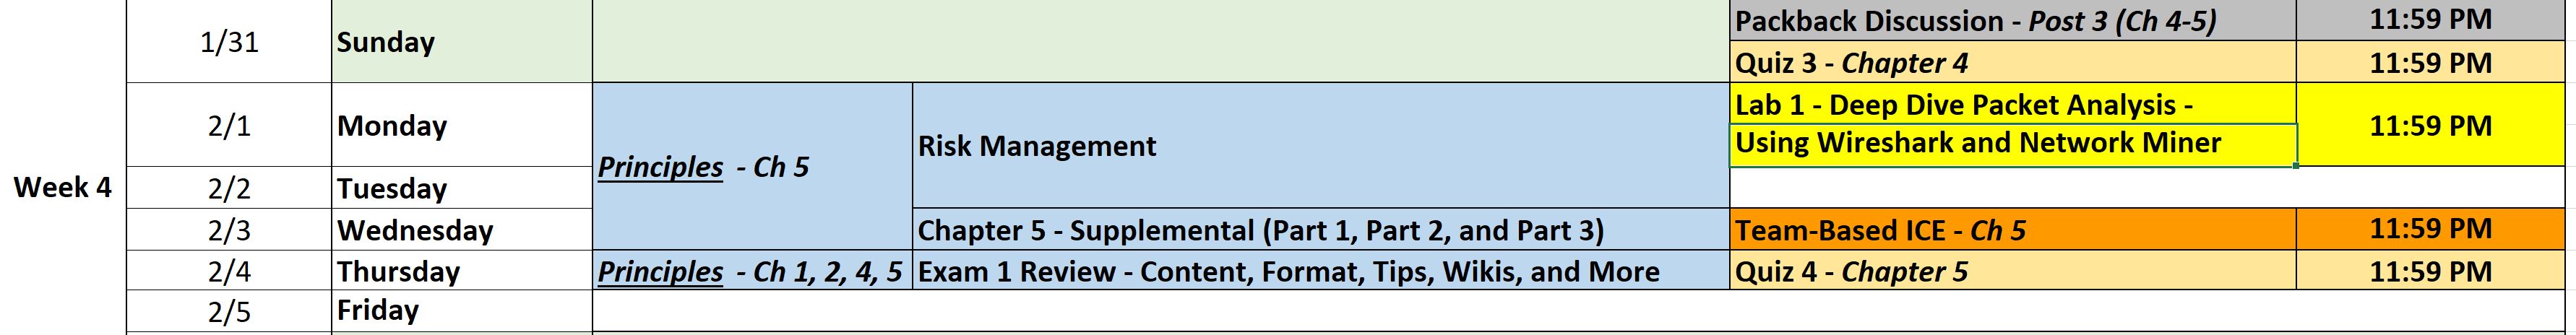 1/31 Sunday Packback Discussion - Post 3 (Ch 4-5) 11:59 PM
Quiz 3 - Chapter 4 11:59 PM
Week 4
2/1 Monday Principles - Ch 5 Risk Management Lab 1 - Deep Dive Packet Analysis - 11:59 PM
Using Wireshark and Network Miner
2/2 Tuesday
2/3 Wednesday Chapter 5 - Supplemental (Part 1, Part 2, and Part 3) Team-Based ICE - Ch 5 11:59 PM
2/4 Thursday Principles - Ch 1, 2, 4, 5 Exam 1 Review - Content, Format, Tips, Wikis, and More Quiz 4 - Chapter 5 11:59 PM
2/5 Friday